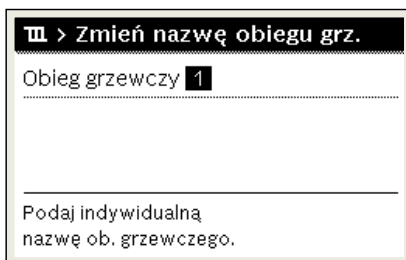 > Zmień nazwę obiegu grz.
Obieg grzewczy 1
Podaj indywidualną
nazwę ob. grzewczego.